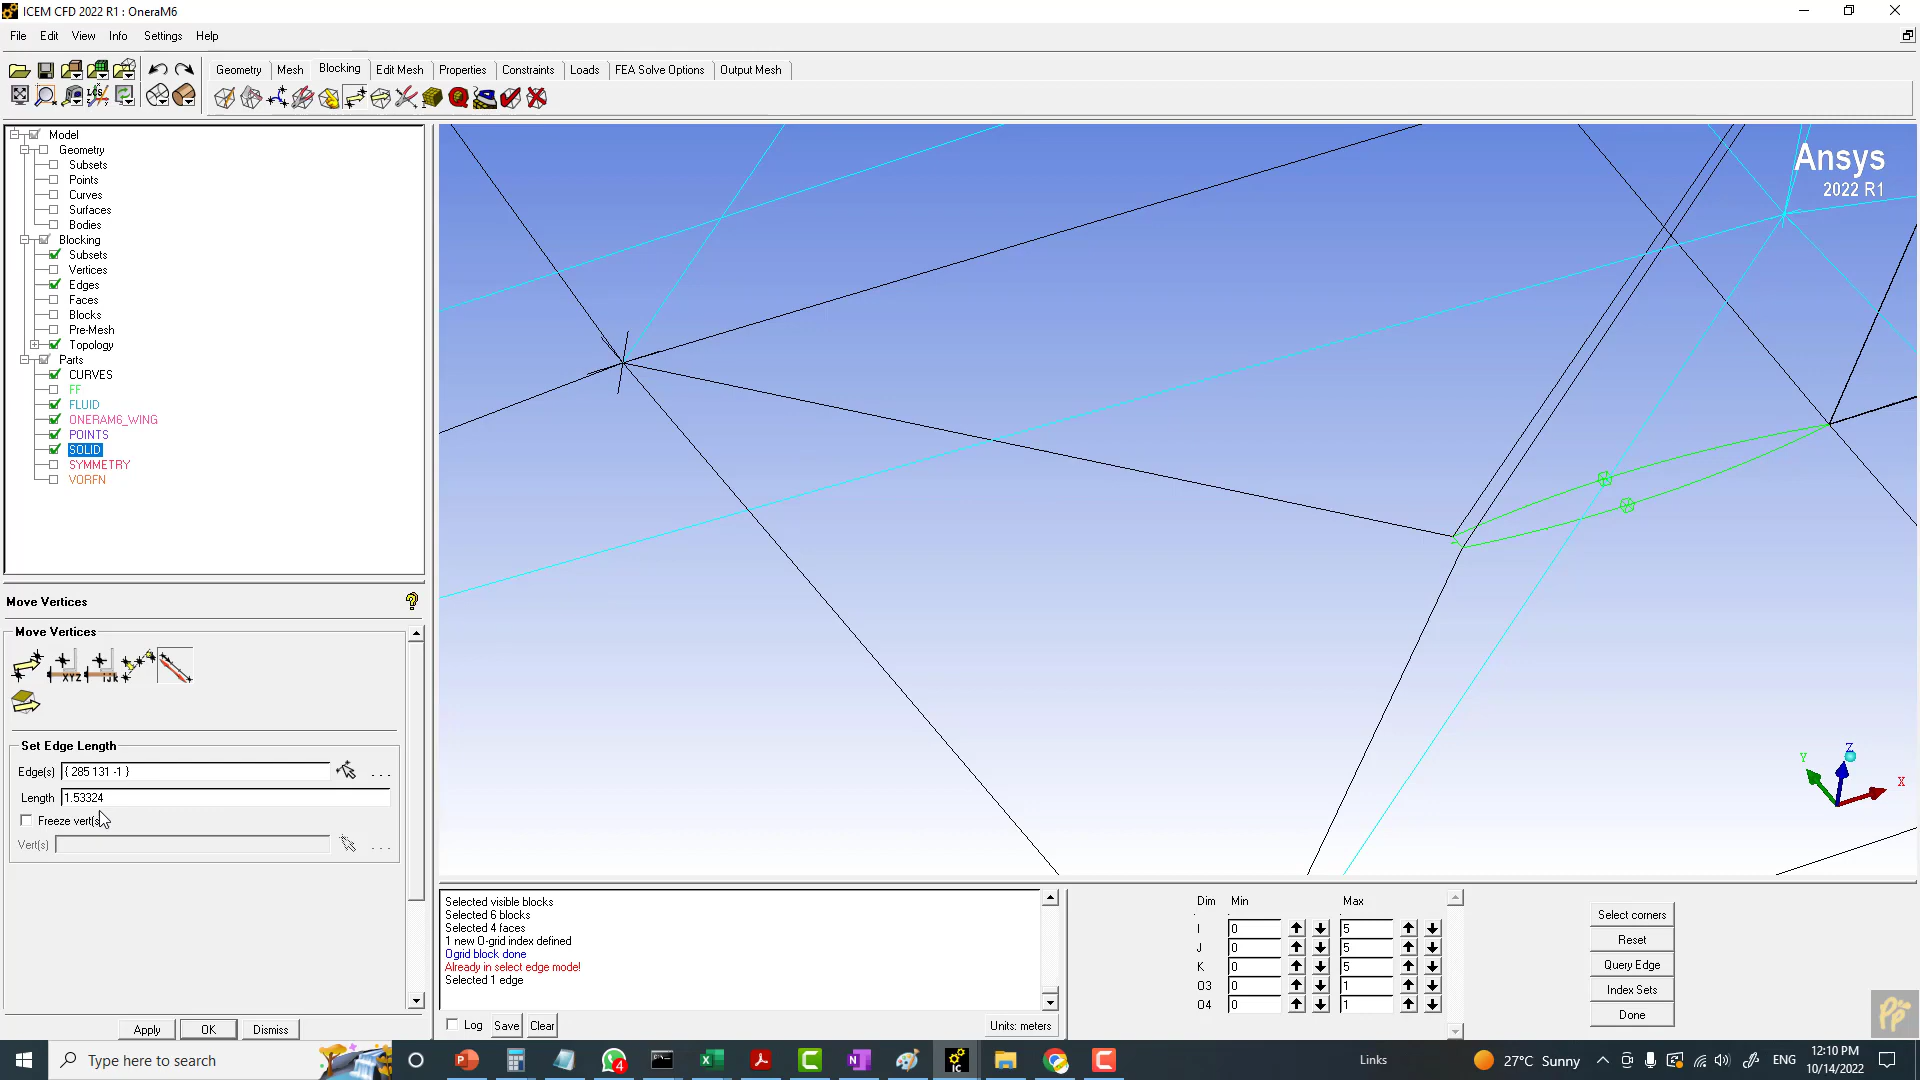 ICEM CFD 2022 R1 : OneraM6
File Edit View Info Settings Help
Geometry Mesh Blocking Edit Mesh Properties Constraints Loads FEA Solve Options Output Mesh
Model
Geometry
Subsets
Points
Curves
Surfaces
Bodies
Blocking
Subsets
Vertices
Edges
Faces
Blocks
Pre-Mesh
Topology
Parts
CURVES
FF
FLUID
ONERAM6_WING
POINTS
SOLID
SYMMETRY
VORFN
Ansys
2022 R1
Z
Y
X
Move Vertices
Move Vertices
XYZ
IJK
Set Edge Length
Edge(s) { 285 131 -1 }
Length 1.53324
Freeze vert(s)
Vert(s)
Apply OK Dismiss
Selected visible blocks
Selected 6 blocks
Selected 4 faces
1 new O-grid index defined
Ogrid block done
Already in select edge mode!
Selected 1 edge
Log Save Clear
Units: meters
Dim Min Max
I 0 5
J 0 5
K 0 5
O3 0 1
O4 0 1
Select corners
Reset
Query Edge
Index Sets
Done
Type here to search
4
Links
27°C Sunny
ENG
12:10 PM
10/14/2022